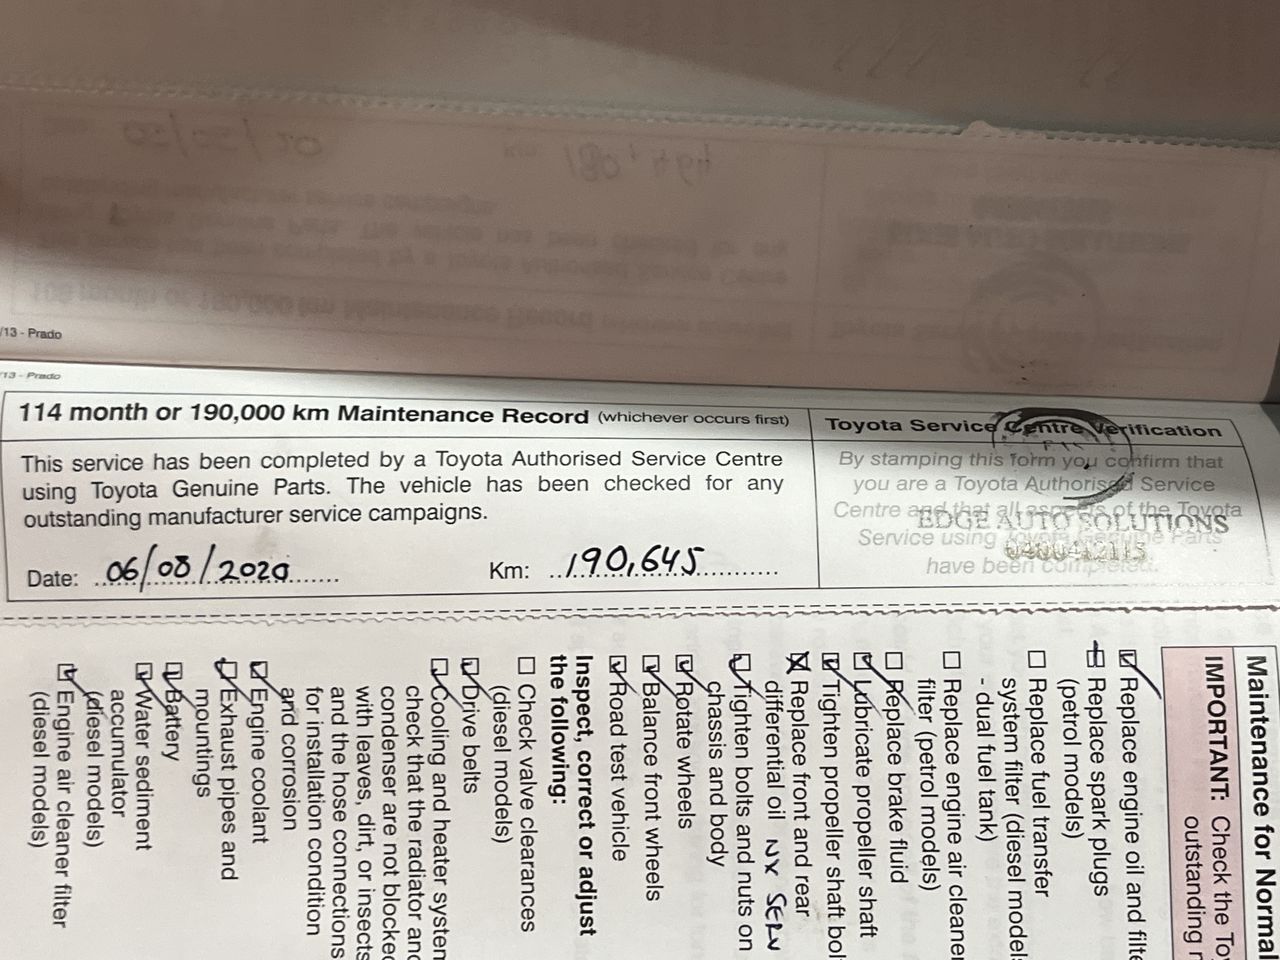 /13 - Prado
/13 - Prado
114 month or 190,000 km Maintenance Record (whichever occurs first)
This service has been completed by a Toyota Authorised Service Centre
using Toyota Genuine Parts. The vehicle has been checked for any
outstanding manufacturer service campaigns.
Date: 06/08/2020
Km: 190,645
Toyota Service Centre Verification
By stamping this form you confirm that
you are a Toyota Authorised Service
Centre and that all aspects of the Toyota
Service using Toyota Genuine Parts
have been completed.
EDGE AUTO SOLUTIONS
Maintenance for Normal
IMPORTANT: Check the Toy
outstanding
Replace engine oil and filte
Replace spark plugs
(petrol models)
Replace fuel transfer
system filter (diesel models
- dual fuel tank)
Replace engine air cleaner
filter (petrol models)
Replace brake fluid
Lubricate propeller shaft
Tighten propeller shaft bol
Replace front and rear
differential oil NX SERV
Tighten bolts and nuts on
chassis and body
Rotate wheels
Balance front wheels
Road test vehicle
Inspect, correct or adjust
the following:
Check valve clearances
(diesel models)
Drive belts
Cooling and heater system
check that the radiator and
condenser are not blocked
with leaves, dirt, or insects
and the hose connections
for installation condition
and corrosion
Engine coolant
Exhaust pipes and
mountings
Battery
Water sediment
accumulator
(diesel models)
Engine air cleaner filter
(diesel models)